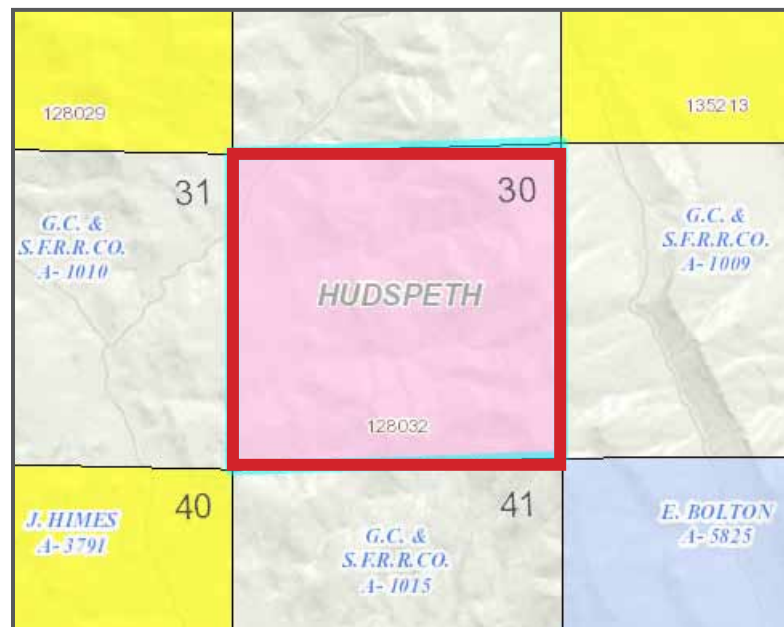 128029
135213
31
30
G.C. &
S.F.R.R.CO.
A- 1010
G.C. &
S.F.R.R.CO.
A- 1009
HUDSPETH
128032
40
41
J. HIMES
A- 3791
G.C. &
S.F.R.R.CO.
A- 1015
E. BOLTON
A- 5825